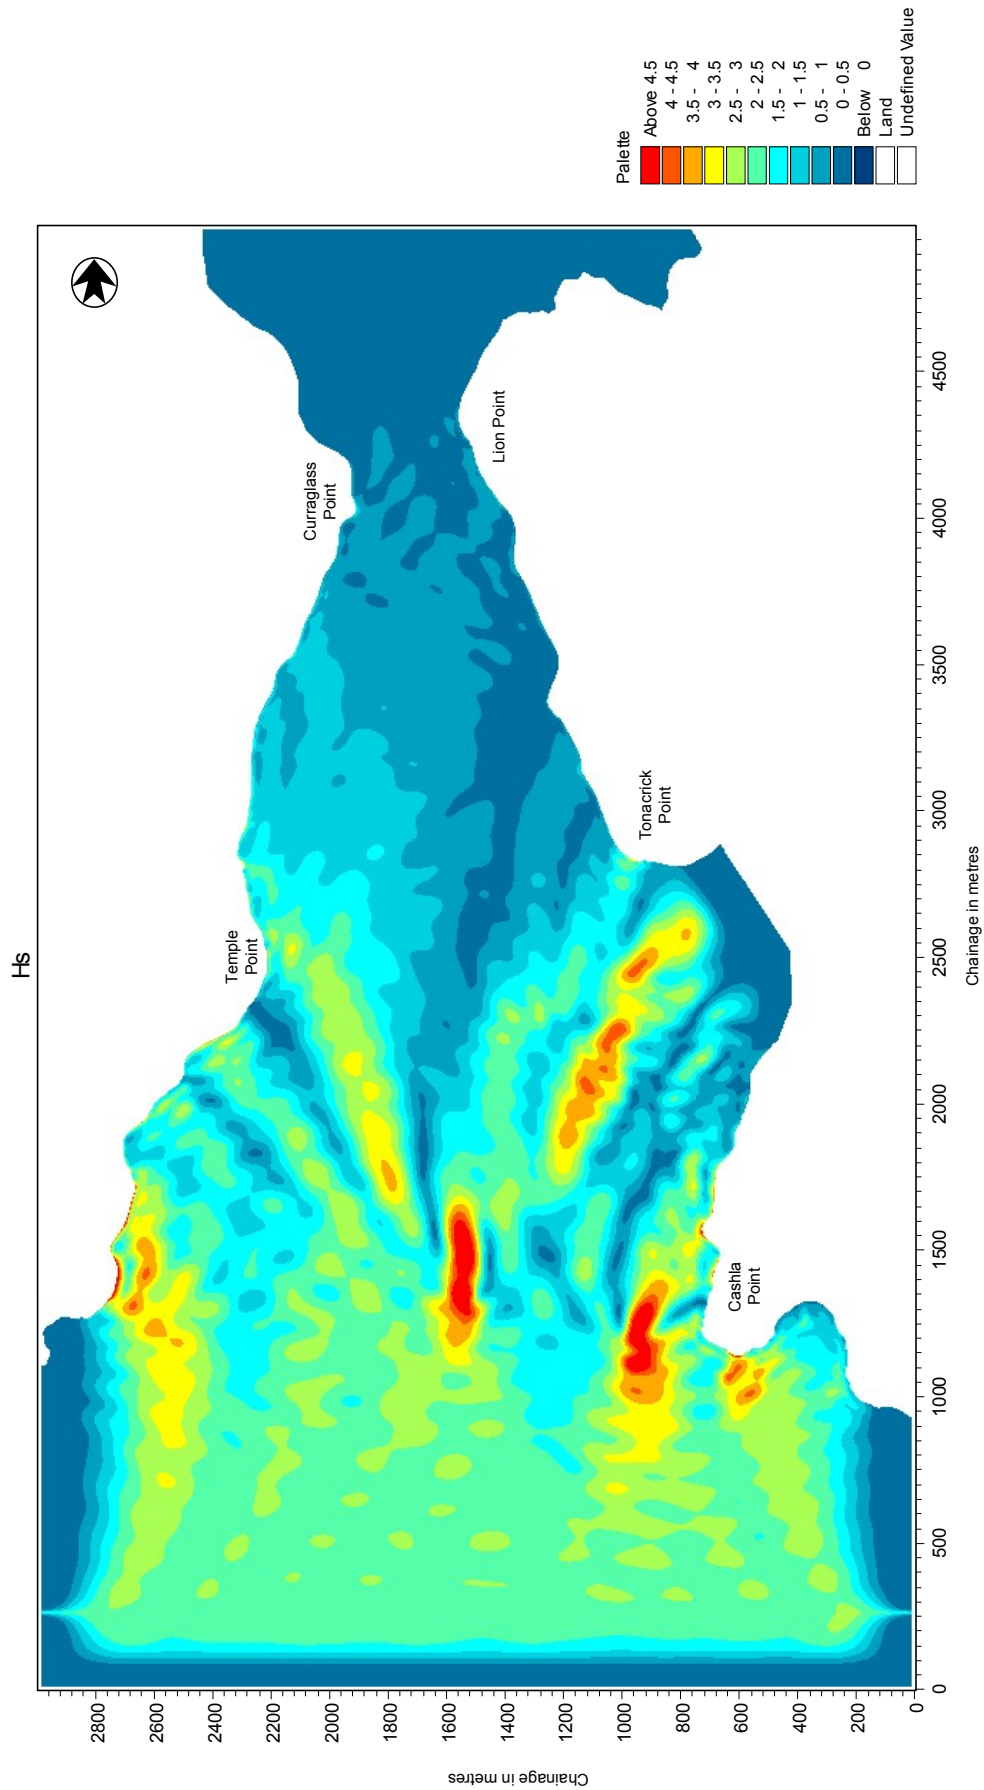 Hs
Palette
Above 4.5
4 - 4.5
3.5 - 4
3 - 3.5
2.5 - 3
2 - 2.5
1.5 - 2
1 - 1.5
0.5 - 1
0 - 0.5
Below 0
Land
Undefined Value
Temple
Point
Curraglass
Point
Lion Point
Tonacrick
Point
Cashla
Point
2800
2600
2400
2200
2000
1800
1600
1400
1200
1000
800
600
400
200
0
Chainage in metres
0
500
1000
1500
2000
2500
3000
3500
4000
4500
Chainage in metres